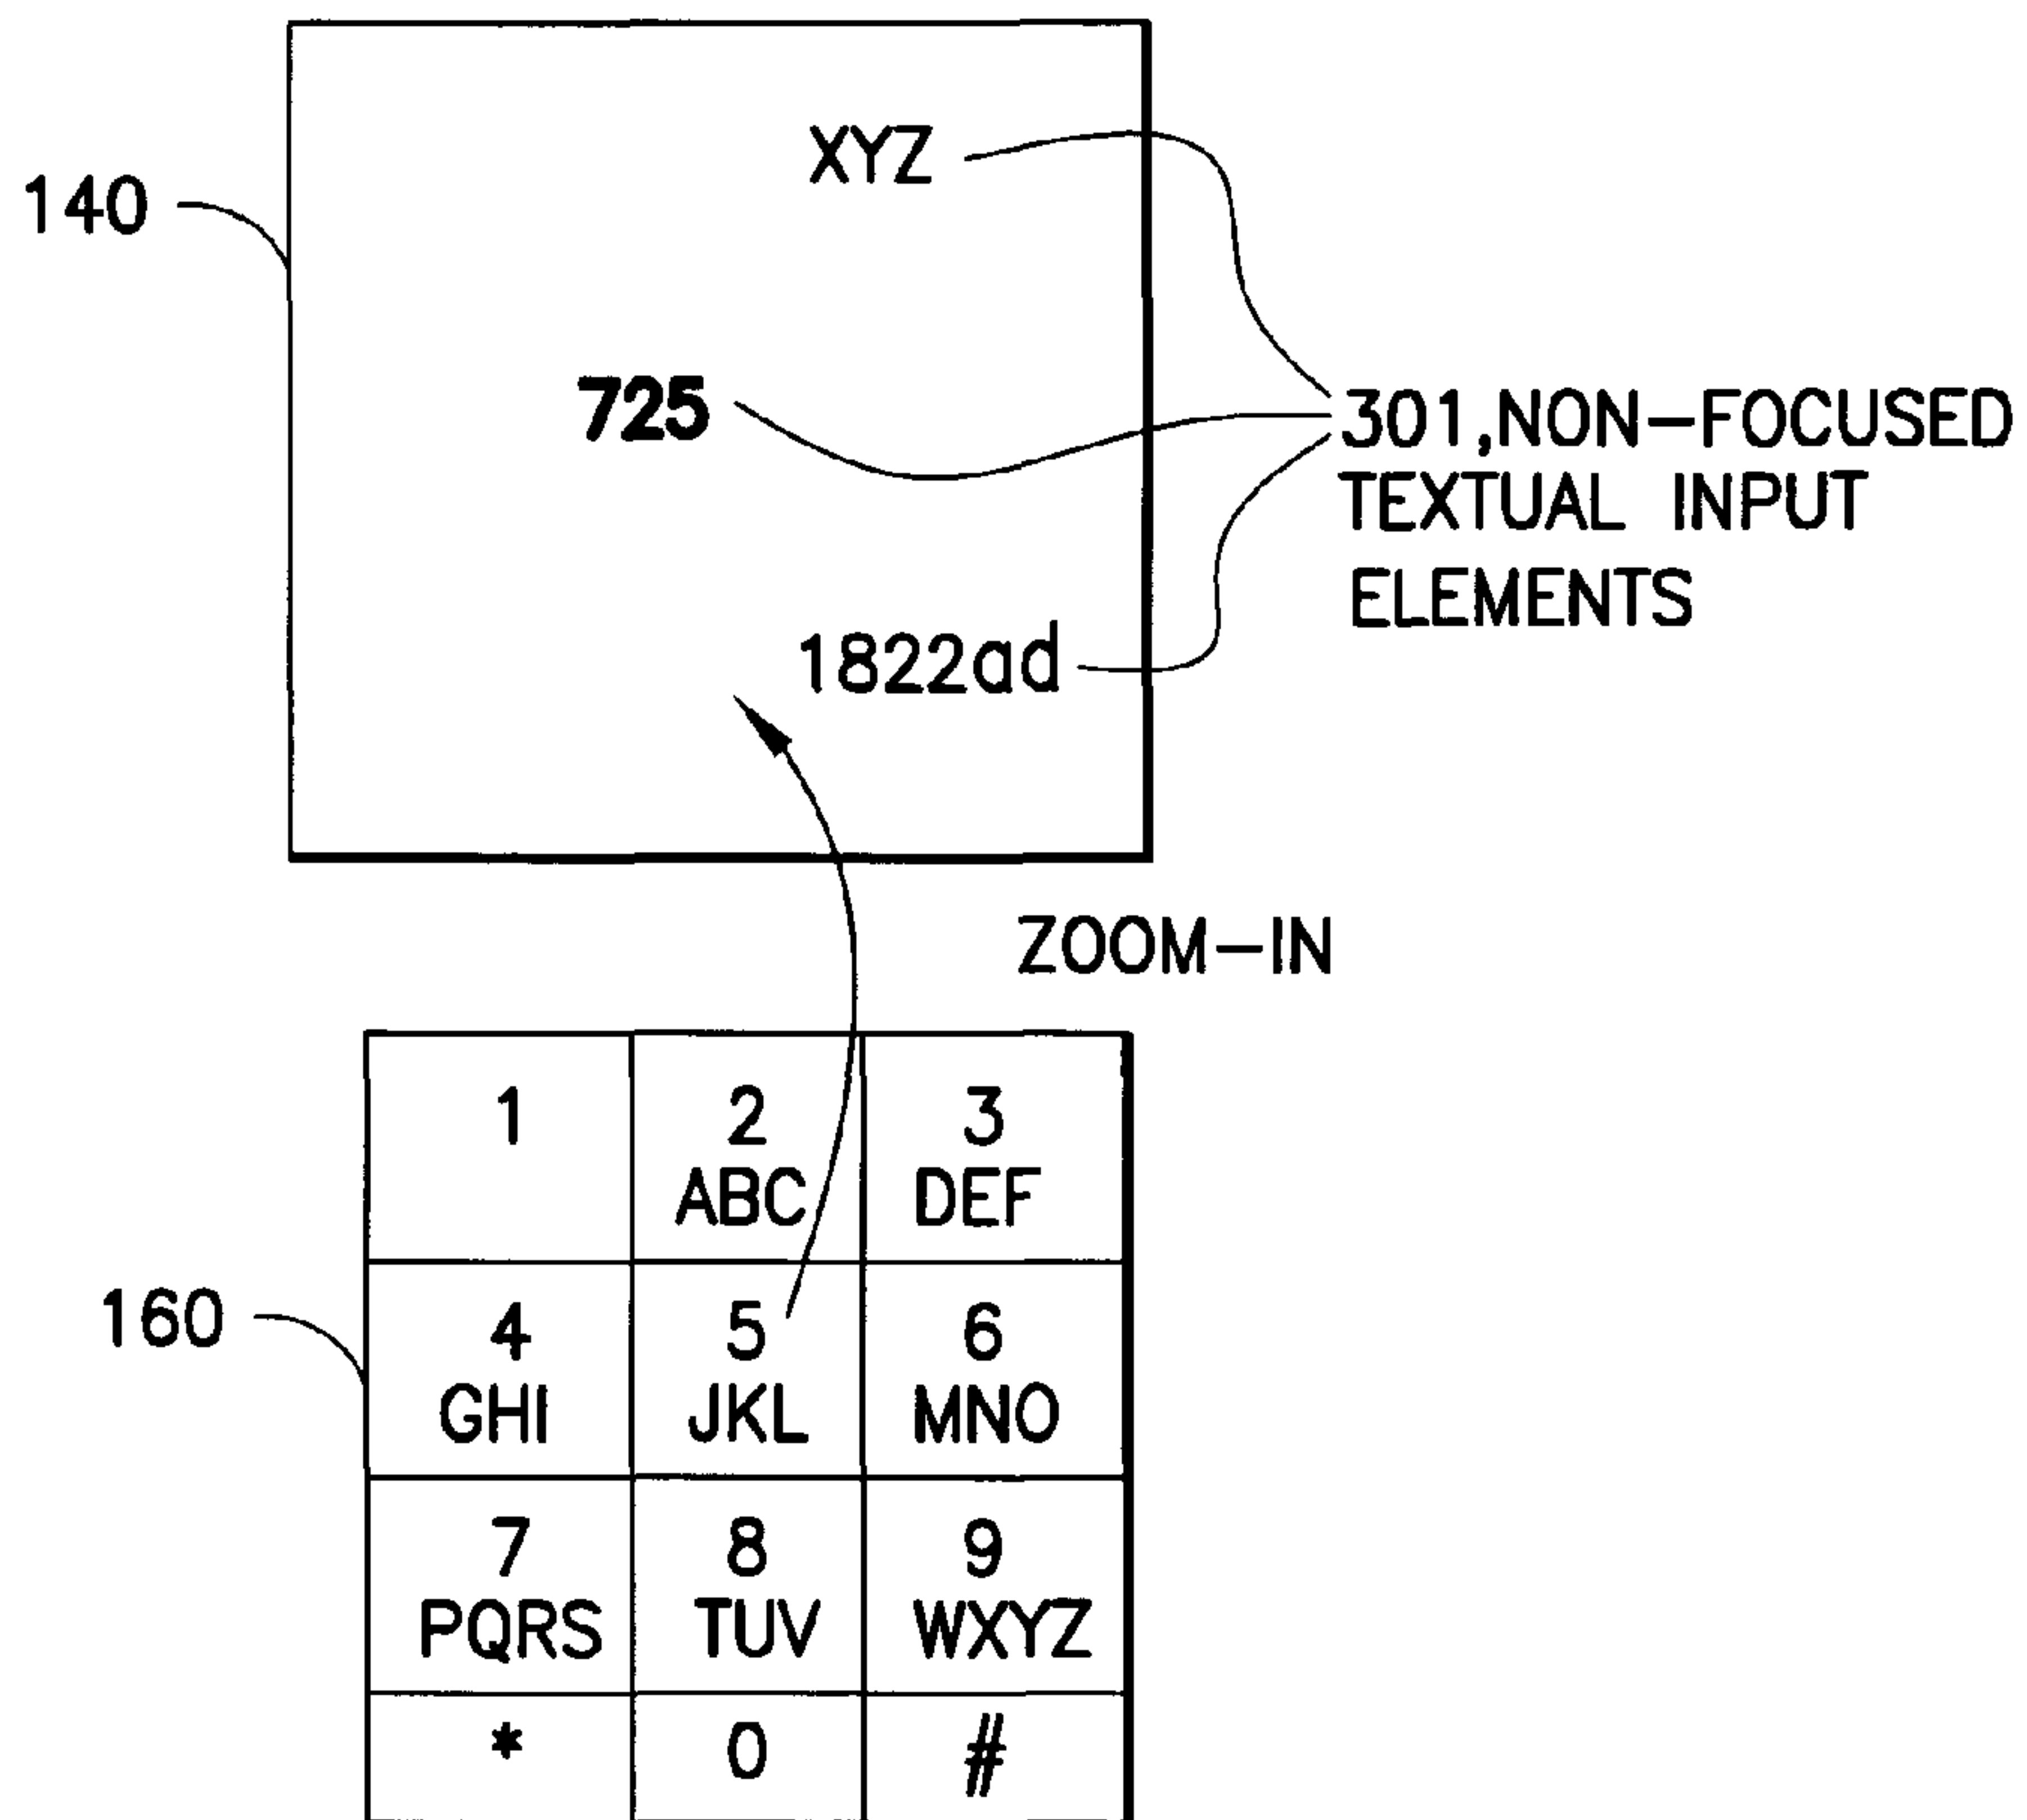 XYZ
140
725
301,NON-FOCUSED
TEXTUAL INPUT
ELEMENTS
1822ad
ZOOM-IN
1 2 3
ABC DEF
160
4 5 6
GHI JKL MNO
7 8 9
PQRS TUV WXYZ
* 0 #